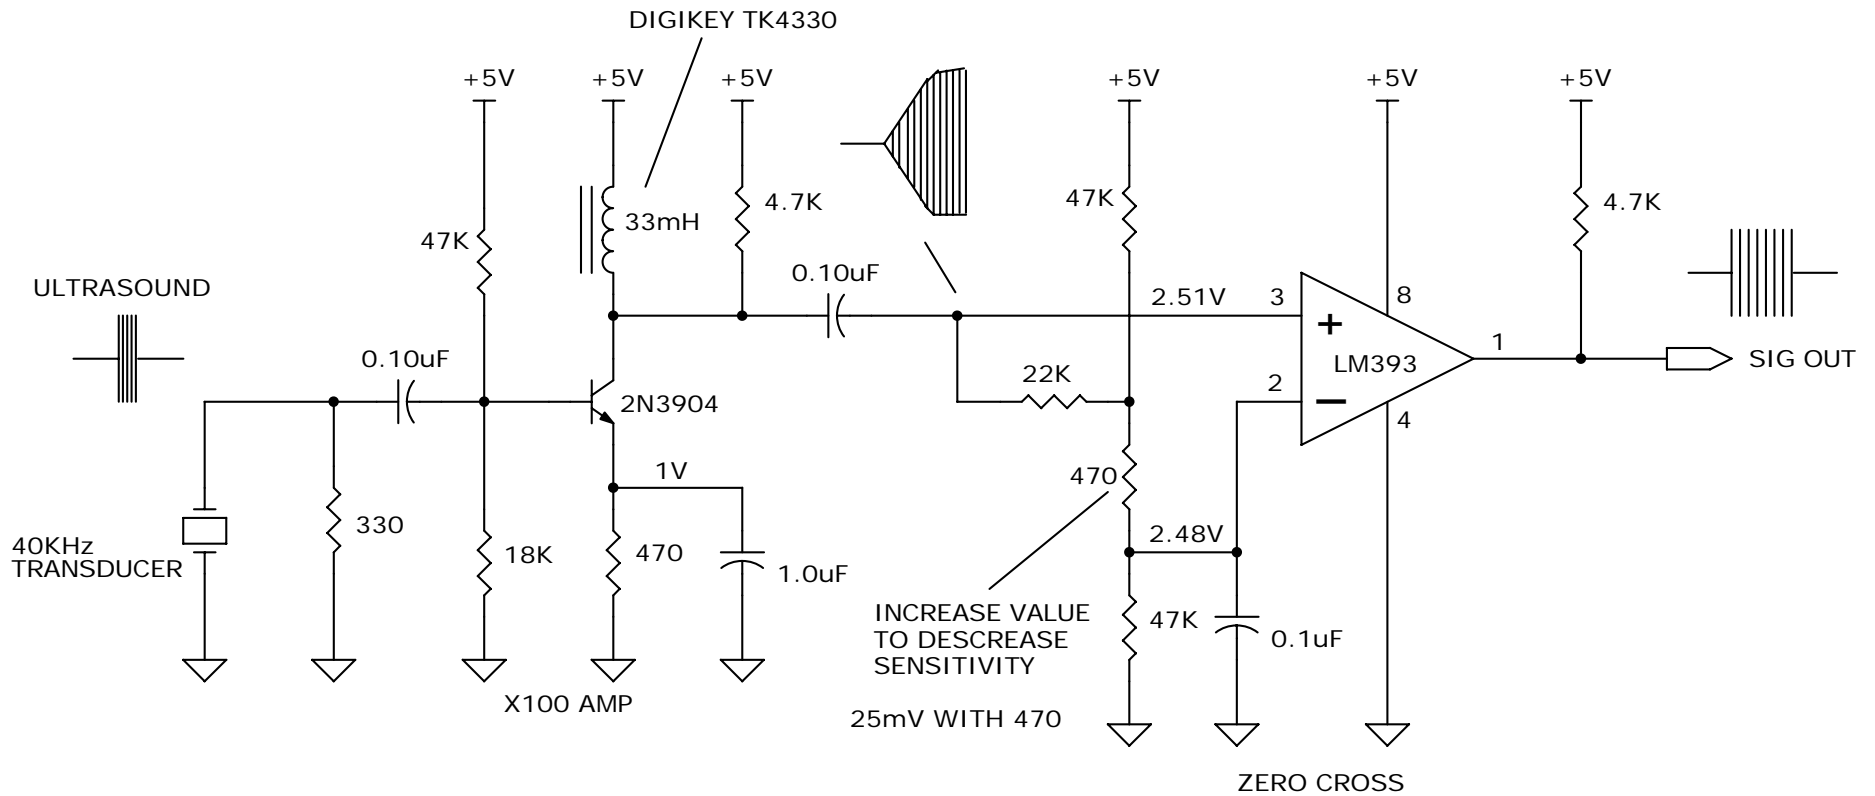 DIGIKEY TK4330
+5V
+5V
+5V
+5V
+5V
+5V
47K
33mH
4.7K
47K
4.7K
ULTRASOUND
0.10uF
0.10uF
2.51V
3
8
+
LM393
1
SIG OUT
22K
2
−
4
2N3904
1V
470
2.48V
40KHz
TRANSDUCER
330
18K
470
1.0uF
INCREASE VALUE
TO DESCREASE
SENSITIVITY
47K
0.1uF
X100 AMP
25mV WITH 470
ZERO CROSS